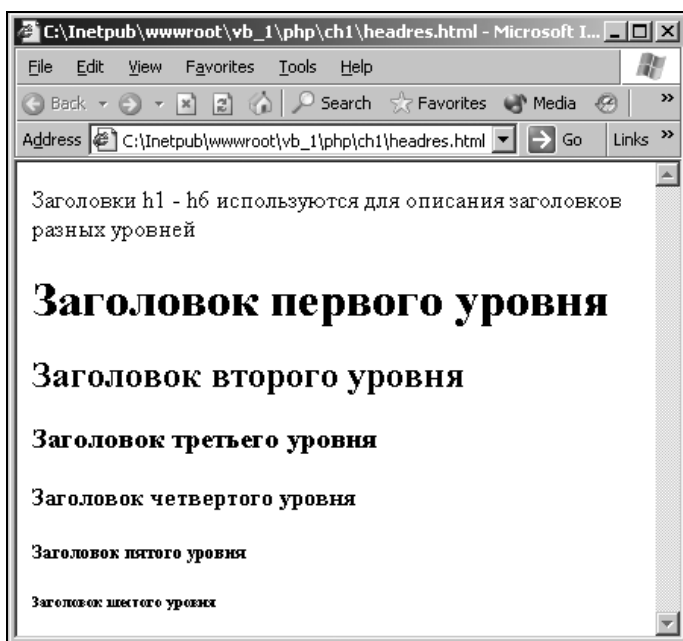 C:\Inetpub\wwwroot\vb_1\php\ch1\headres.html - Microsoft I...
File Edit View Favorites Tools Help
Back Search Favorites Media »
Address C:\Inetpub\wwwroot\vb_1\php\ch1\headres.html Go Links »
Заголовки h1 - h6 используются для описания заголовков
разных уровней
Заголовок первого уровня
Заголовок второго уровня
Заголовок третьего уровня
Заголовок четвертого уровня
Заголовок пятого уровня
Заголовок шестого уровня